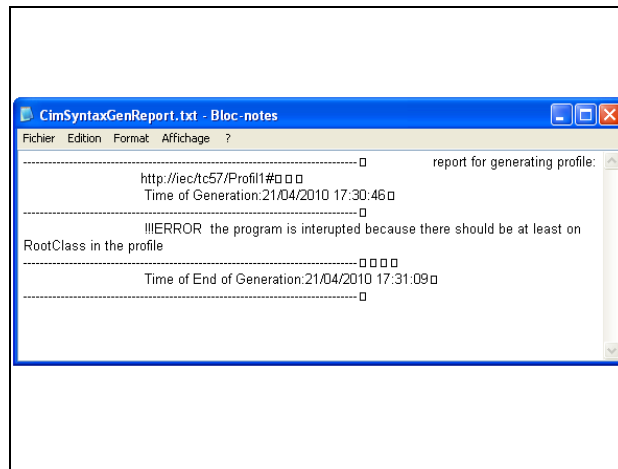 CimSyntaxGenReport.txt - Bloc-notes
Fichier Edition Format Affichage ?
------------------------------------------------------------------------□ report for generating profile:
http://iec/tc57/Profil1#□□□
Time of Generation:21/04/2010 17:30:46□
------------------------------------------------------------------------□
!!!ERROR the program is interupted because there should be at least on
RootClass in the profile
------------------------------------------------------------------------□□□□
Time of End of Generation:21/04/2010 17:31:09□
------------------------------------------------------------------------□